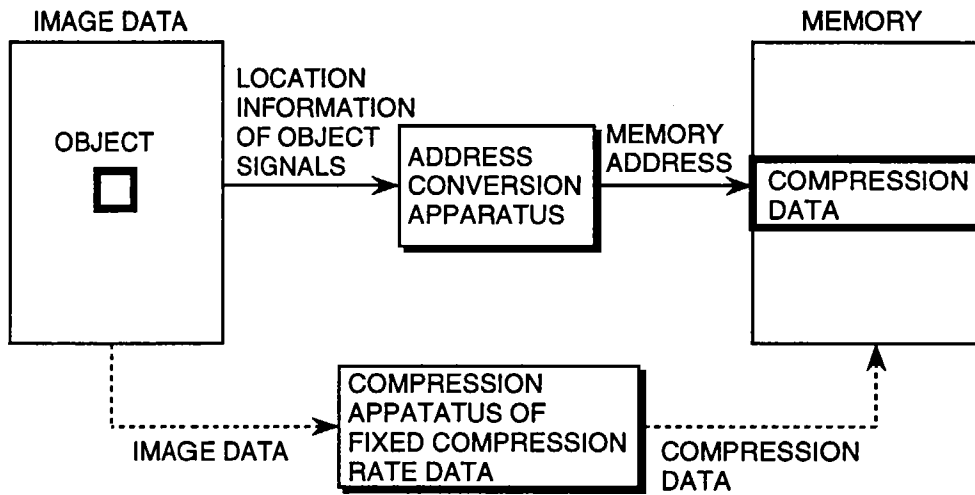 IMAGE DATA
MEMORY
LOCATION
INFORMATION
OF OBJECT
SIGNALS
OBJECT
ADDRESS
CONVERSION
APPARATUS
MEMORY
ADDRESS
COMPRESSION
DATA
COMPRESSION
APPATATUS OF
FIXED COMPRESSION
RATE DATA
IMAGE DATA
COMPRESSION
DATA